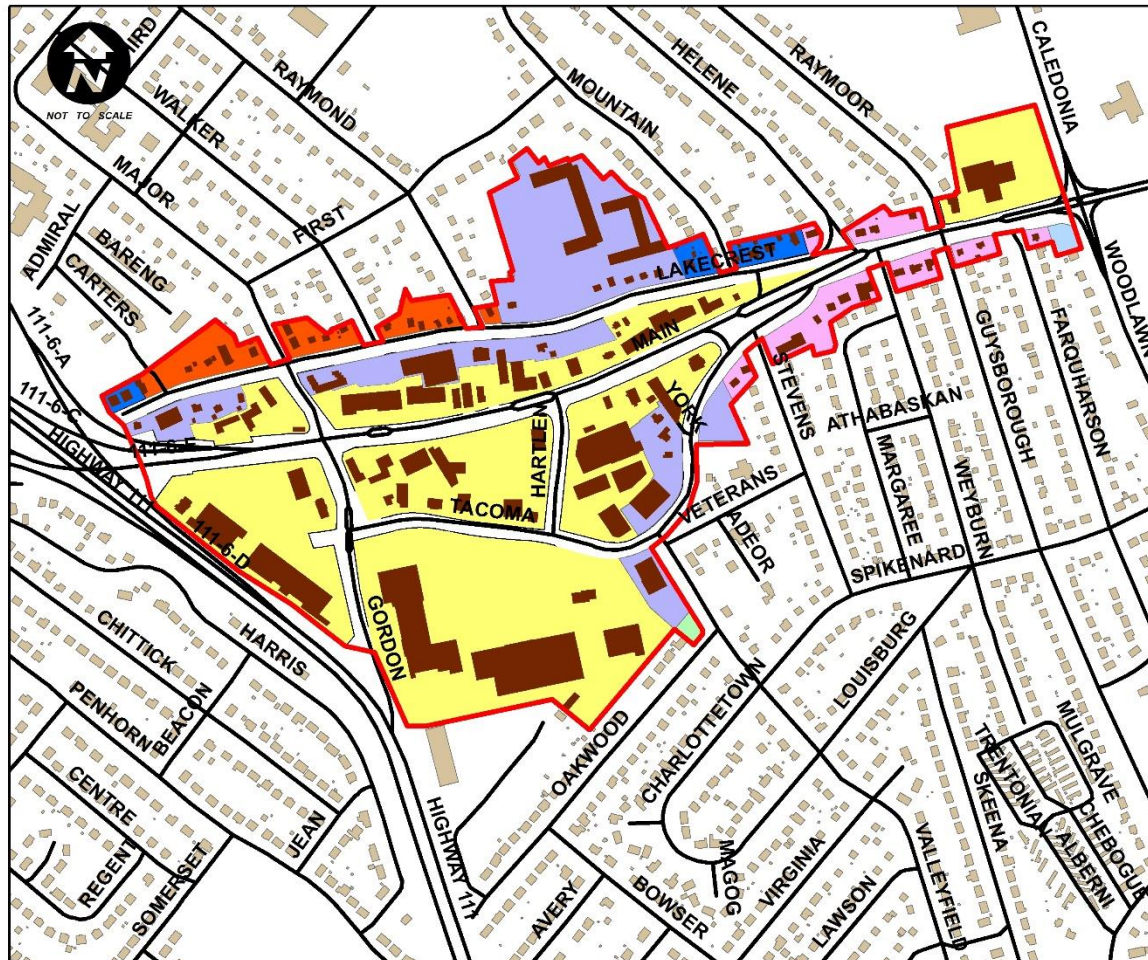 N
NOT TO SCALE
IRD
WALKER
RAYMOND
MOUNTAIN
HELENE
RAYMOOR
CALEDONIA
MAJOR
FIRST
ADMIRAL
BARENG
CARTERS
LAKECREST
MAIN
WOODLAWN
GUYSBOROUGH
FARQUHARSON
111-6-A
111-6-C
111-6-E
HIGHWAY 111
111-6-D
YORK
STEVENS
HARTLEN
TACOMA
ATHABASKAN
MARGAREE
WEYBURN
VETERANS
ADEOR
SPIKENARD
GORDON
HARRIS
CHITTICK
PENHORN
BEACON
CENTRE
REGENT
SOMERSET
JEAN
HIGHWAY 111
OAKWOOD
CHARLOTTETOWN
LOUISBURG
AVERY
BOWSER
MAGOG
VIRGINIA
LAWSON
VALLEYFIELD
SKEENA
TRENTONIAN
MULGRAVE
CHEBOGUE
ALBERNI